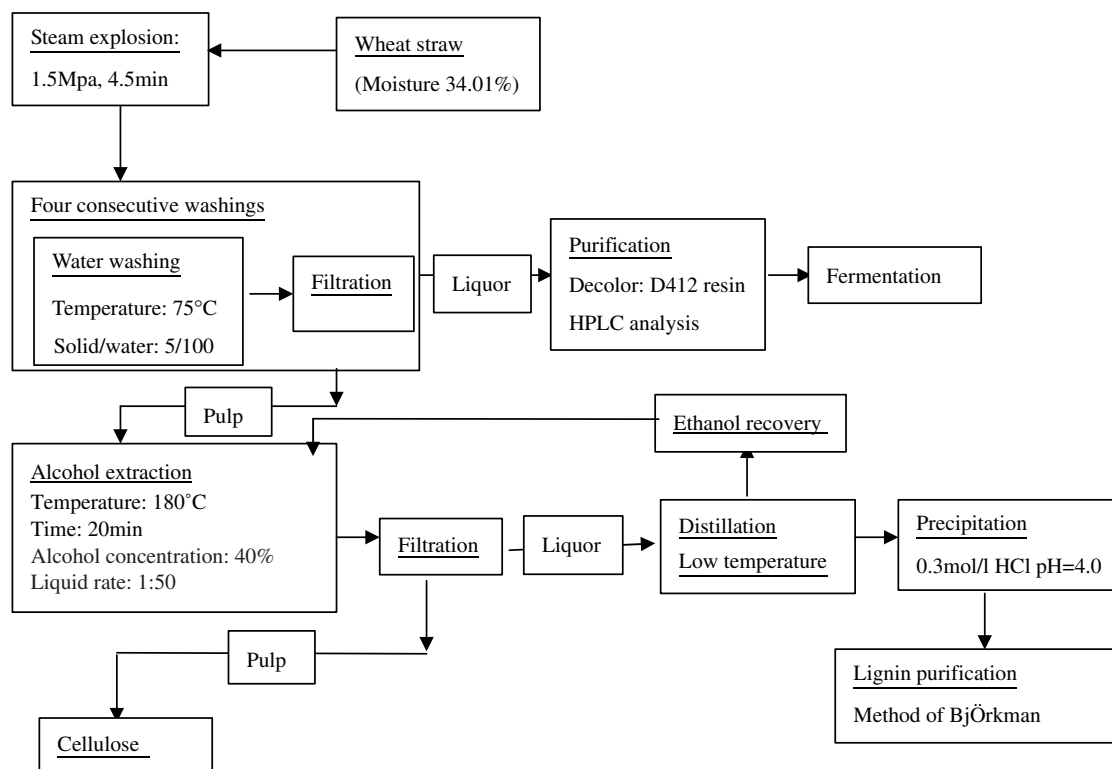 Steam explosion:
1.5Mpa, 4.5min
Wheat straw
(Moisture 34.01%)
Four consecutive washings
Water washing
Temperature: 75°C
Solid/water: 5/100
Filtration
Liquor
Purification
Decolor: D412 resin
HPLC analysis
Fermentation
Pulp
Ethanol recovery
Alcohol extraction
Temperature: 180˚C
Time: 20min
Alcohol concentration: 40%
Liquid rate: 1:50
Filtration
Liquor
Distillation
Low temperature
Precipitation
0.3mol/l HCl pH=4.0
Pulp
Lignin purification
Method of BjÖrkman
Cellulose